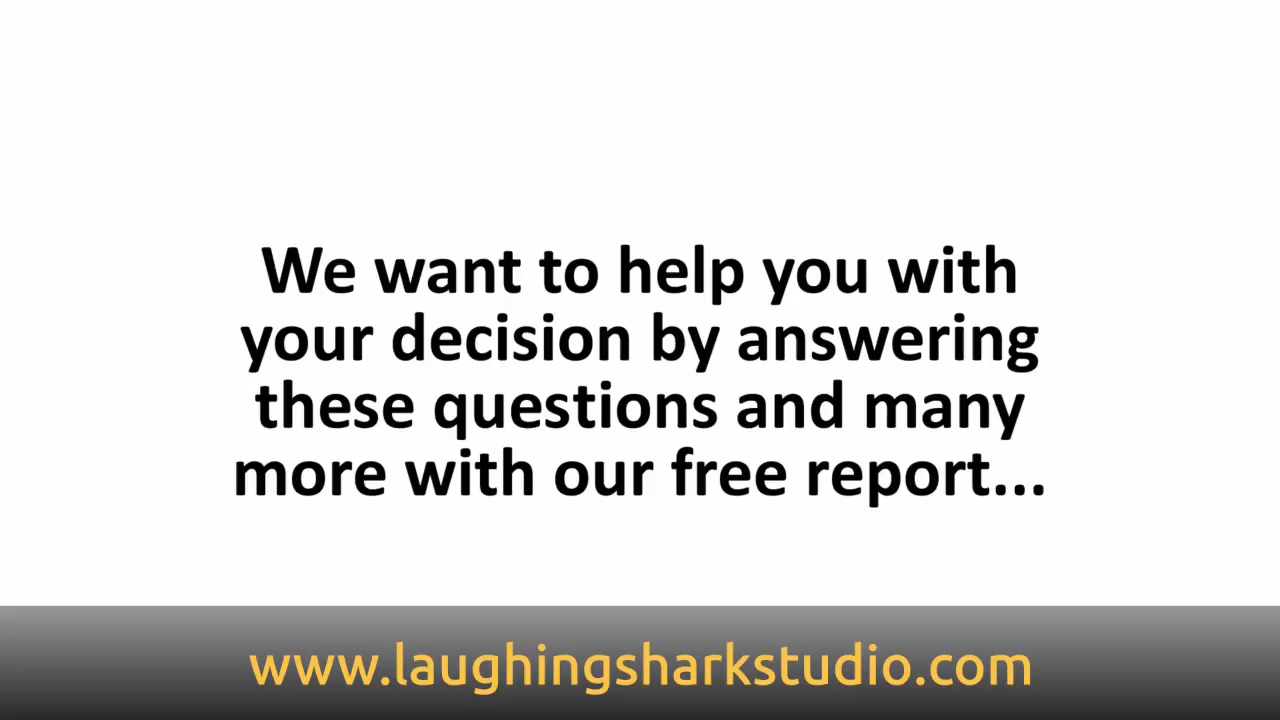 We want to help you with
your decision by answering
these questions and many
more with our free report...
www.laughingsharkstudio.com